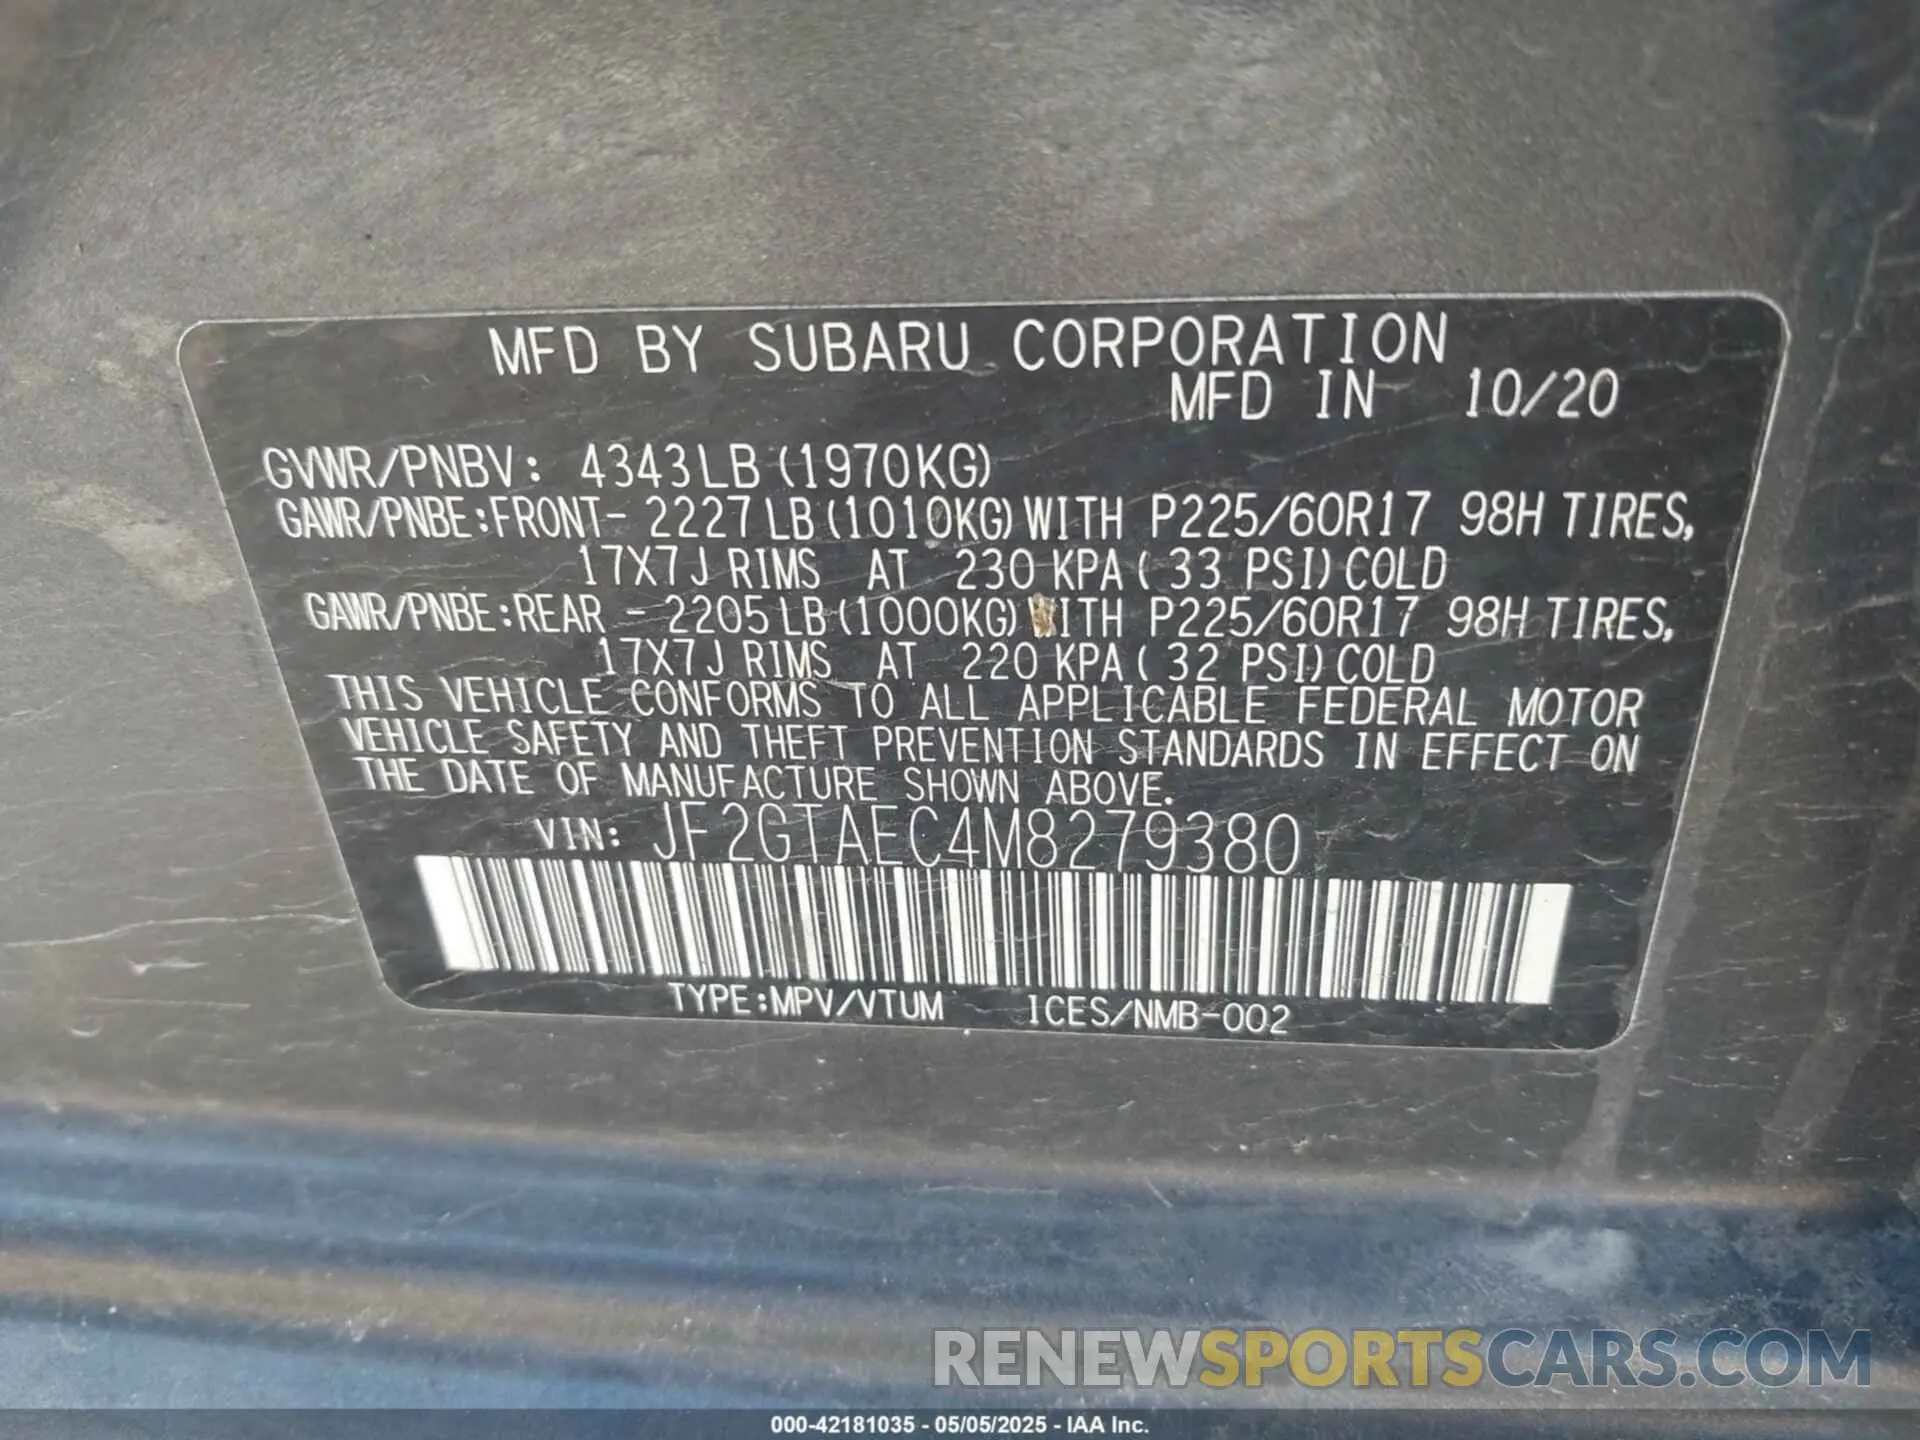 MFD BY SUBARU CORPORATION
MFD IN 10/20
GVWR/PNBV: 4343LB (1970KG)
GAWR/PNBE:FRONT- 2227 LB (1010KG) WITH P225/60R17 98H TIRES,
17X7J RIMS AT 230 KPA ( 33 PSI) COLD
GAWR/PNBE:REAR - 2205 LB (1000KG) WITH P225/60R17 98H TIRES,
17X7J RIMS AT 220 KPA ( 32 PSI) COLD
THIS VEHICLE CONFORMS TO ALL APPLICABLE FEDERAL MOTOR
VEHICLE SAFETY AND THEFT PREVENTION STANDARDS IN EFFECT ON
THE DATE OF MANUFACTURE SHOWN ABOVE.
VIN: JF2GTAEC4M8279380
TYPE:MPV/VTUM ICES/NMB-002
RENEWSPORTSCARS.COM
000-42181035 - 05/05/2025 - IAA Inc.